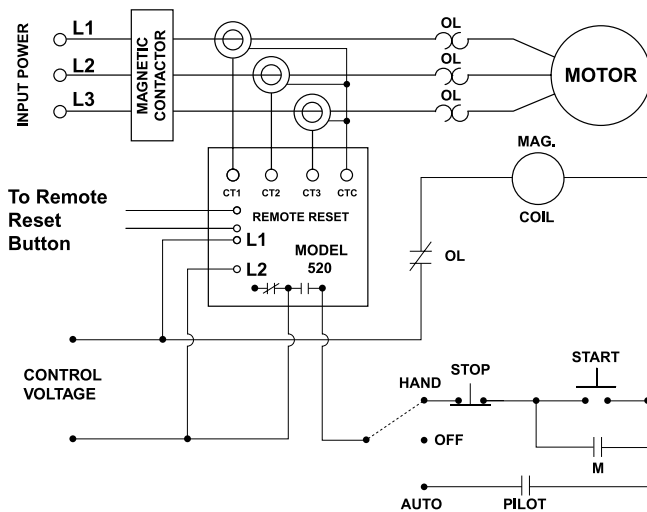 INPUT POWER
L1
L2
L3
MAGNETIC
CONTACTOR
OL
OL
OL
MOTOR
CT1 CT2 CT3 CTC
REMOTE RESET
L1
L2
MODEL
520
To Remote
Reset
Button
MAG.
COIL
OL
CONTROL
VOLTAGE
HAND
STOP
START
OFF
M
AUTO
PILOT